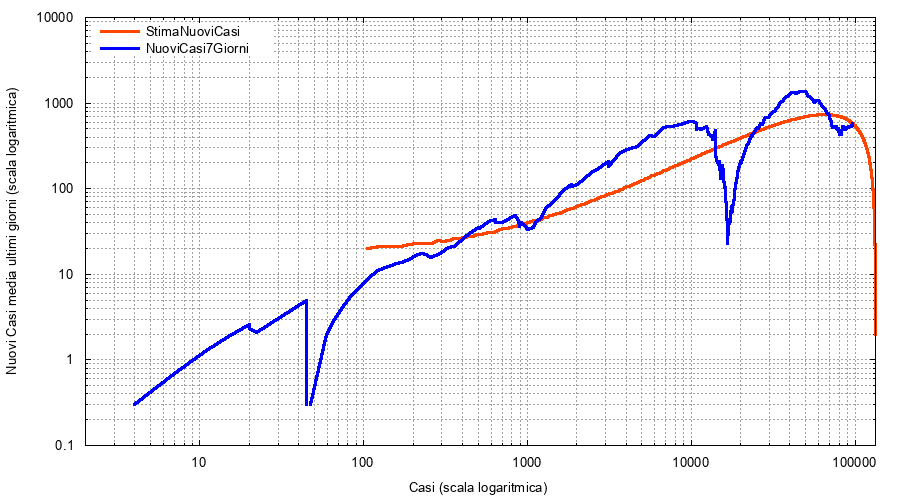 StimaNuoviCasi
NuoviCasi7Giorni
Nuovi Casi media ultimi giorni (scala logaritmica)
10000
1000
100
10
1
0.1
10
100
1000
10000
100000
Casi (scala logaritmica)